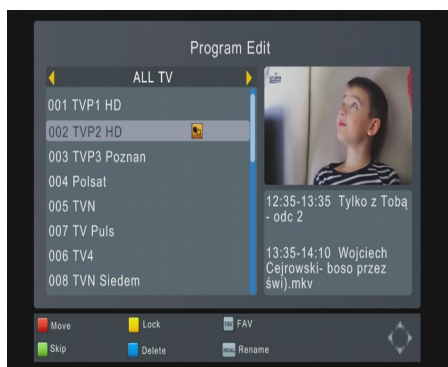 Program Edit
ALL TV
001 TVP1 HD
002 TVP2 HD
003 TVP3 Poznan
004 Polsat
005 TVN
007 TV Puls
006 TV4
008 TVN Siedem
12:35-13:35 Tylko z Tobą
- odc 2
13:35-14:10 Wojciech
Cejrowski- boso przez
świ).mkv
Move
Lock
FAV FAV
Skip
Delete
MENU Rename